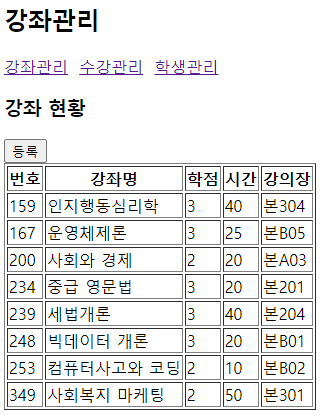 강좌관리
강좌관리 수강관리 학생관리
강좌 현황
등록
번호 강좌명 학점 시간 강의장
159 인지행동심리학 3 40 본304
167 운영체제론 3 25 본B05
200 사회와 경제 2 20 본A03
234 중급 영문법 3 20 본201
239 세법개론 3 40 본204
248 빅데이터 개론 3 20 본B01
253 컴퓨터사고와 코딩 2 10 본B02
349 사회복지 마케팅 2 50 본301